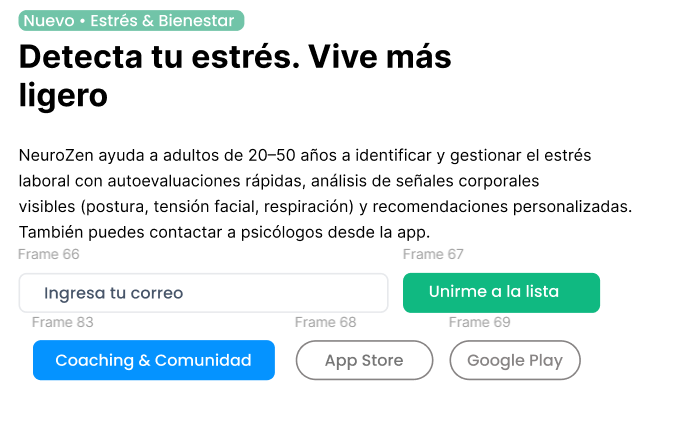 Nuevo • Estrés & Bienestar
Detecta tu estrés. Vive más
ligero
NeuroZen ayuda a adultos de 20–50 años a identificar y gestionar el estrés
laboral con autoevaluaciones rápidas, análisis de señales corporales
visibles (postura, tensión facial, respiración) y recomendaciones personalizadas.
También puedes contactar a psicólogos desde la app.
Frame 66
Frame 67
Ingresa tu correo
Unirme a la lista
Frame 83
Frame 68
Frame 69
Coaching & Comunidad
App Store
Google Play